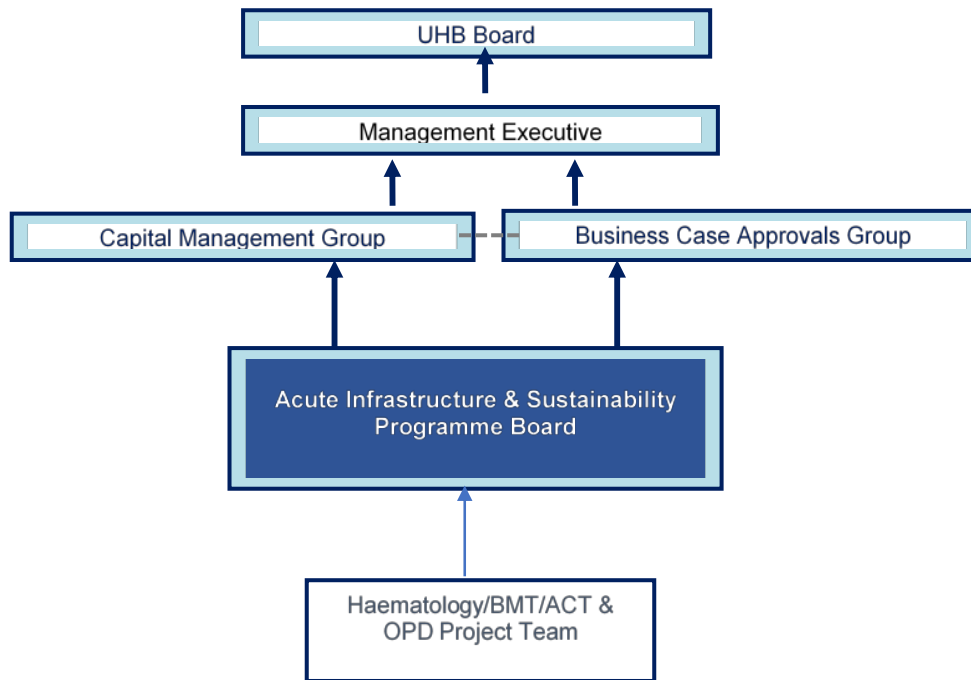 UHB Board
Management Executive
Capital Management Group
Business Case Approvals Group
Acute Infrastructure & Sustainability
Programme Board
Haematology/BMT/ACT &
OPD Project Team